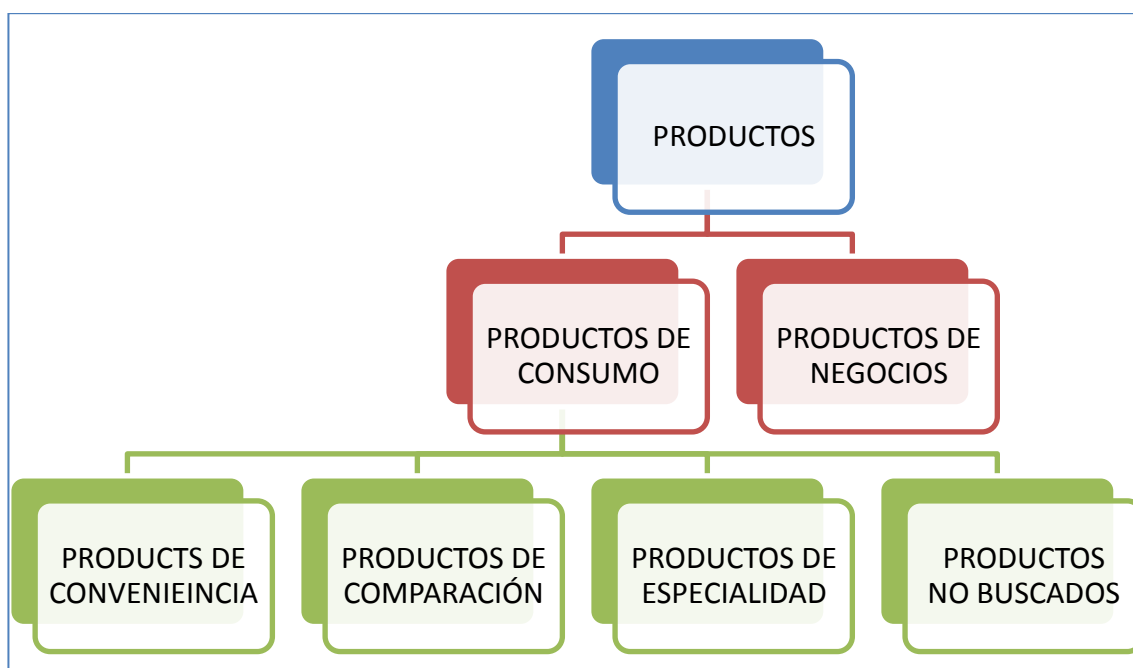 PRODUCTOS
PRODUCTOS DE
CONSUMO
PRODUCTOS DE
NEGOCIOS
PRODUCTS DE
CONVENIEINCIA
PRODUCTOS DE
COMPARACIÓN
PRODUCTOS DE
ESPECIALIDAD
PRODUCTOS
NO BUSCADOS